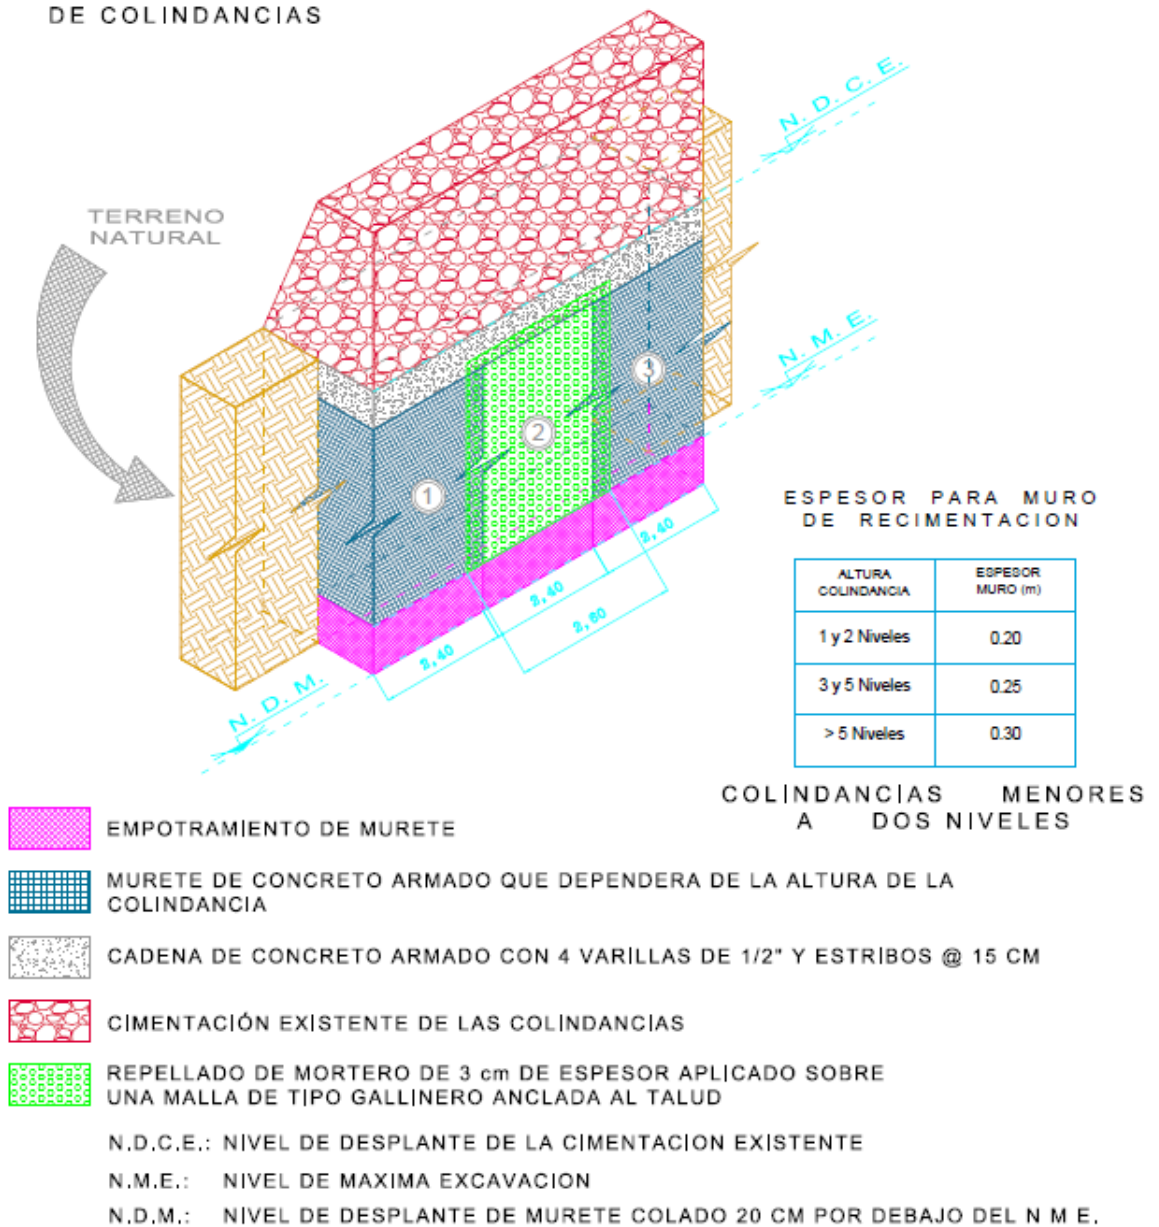 DE COLINDANCIAS
N. D. C. E.
TERRENO
NATURAL
N. M. E.
3
2
1
2,40
2,40
2,60
2,40
N. D. M.
ESPESOR PARA MURO
DE RECIMENTACION
ALTURA
COLINDANCIA
ESPESOR
MURO (m)
1 y 2 Niveles
0.20
3 y 5 Niveles
0.25
> 5 Niveles
0.30
COLINDANCIAS MENORES
A DOS NIVELES
EMPOTRAMIENTO DE MURETE
MURETE DE CONCRETO ARMADO QUE DEPENDERA DE LA ALTURA DE LA
COLINDANCIA
CADENA DE CONCRETO ARMADO CON 4 VARILLAS DE 1/2" Y ESTRIBOS @ 15 CM
CIMENTACIÓN EXISTENTE DE LAS COLINDANCIAS
REPELLADO DE MORTERO DE 3 cm DE ESPESOR APLICADO SOBRE
UNA MALLA DE TIPO GALLINERO ANCLADA AL TALUD
N.D.C.E.: NIVEL DE DESPLANTE DE LA CIMENTACION EXISTENTE
N.M.E.: NIVEL DE MAXIMA EXCAVACION
N.D.M.: NIVEL DE DESPLANTE DE MURETE COLADO 20 CM POR DEBAJO DEL N M E.